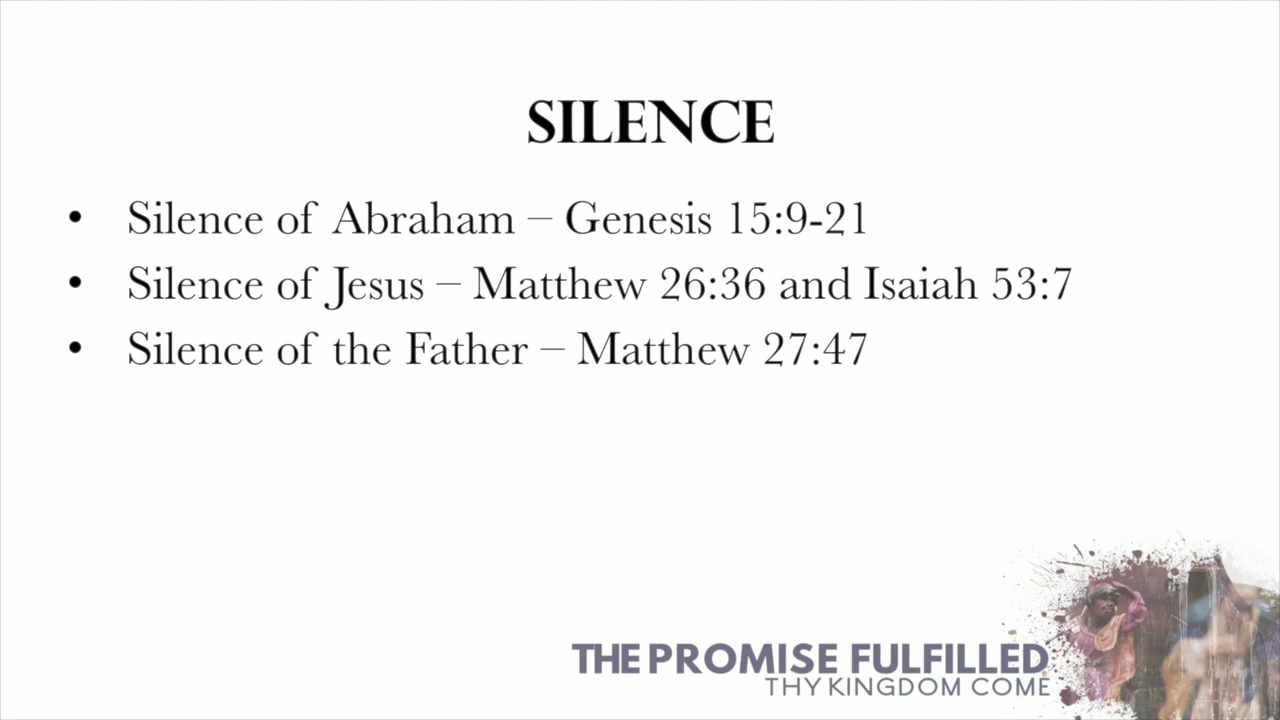 SILENCE
• Silence of Abraham – Genesis 15:9-21
• Silence of Jesus – Matthew 26:36 and Isaiah 53:7
• Silence of the Father – Matthew 27:47
THE PROMISE FULFILLED
THY KINGDOM COME